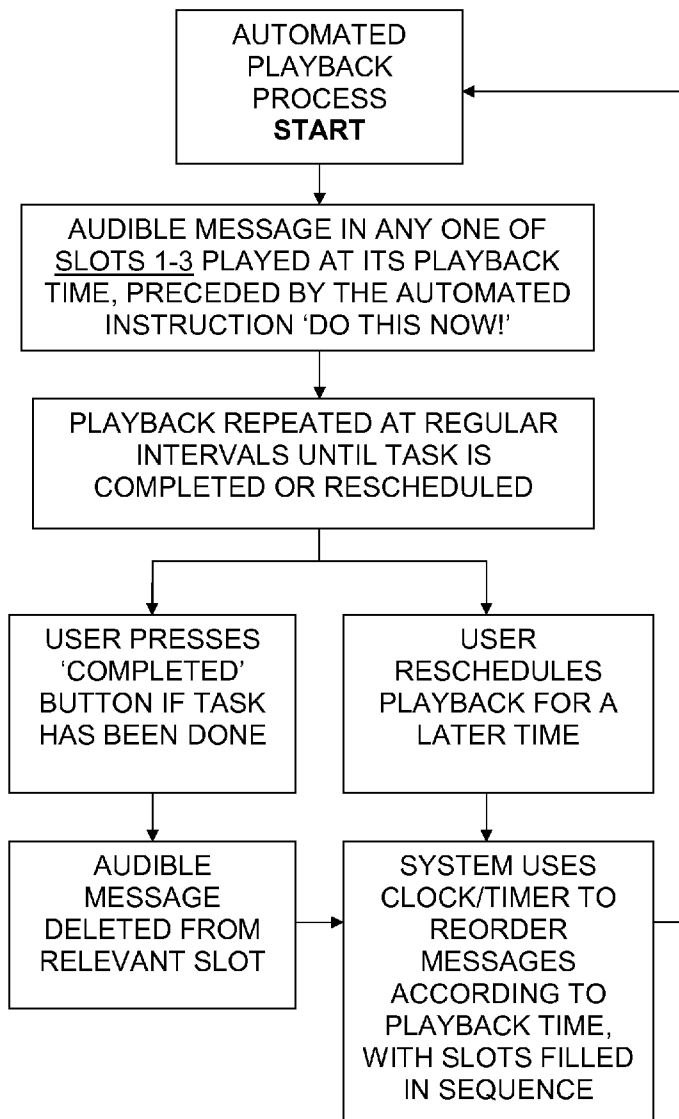 AUTOMATED
PLAYBACK
PROCESS
START
AUDIBLE MESSAGE IN ANY ONE OF
SLOTS 1-3 PLAYED AT ITS PLAYBACK
TIME, PRECEDED BY THE AUTOMATED
INSTRUCTION ‘DO THIS NOW!’
PLAYBACK REPEATED AT REGULAR
INTERVALS UNTIL TASK IS
COMPLETED OR RESCHEDULED
USER PRESSES
‘COMPLETED’
BUTTON IF TASK
HAS BEEN DONE
USER
RESCHEDULES
PLAYBACK FOR A
LATER TIME
AUDIBLE
MESSAGE
DELETED FROM
RELEVANT SLOT
SYSTEM USES
CLOCK/TIMER TO
REORDER
MESSAGES
ACCORDING TO
PLAYBACK TIME,
WITH SLOTS FILLED
IN SEQUENCE